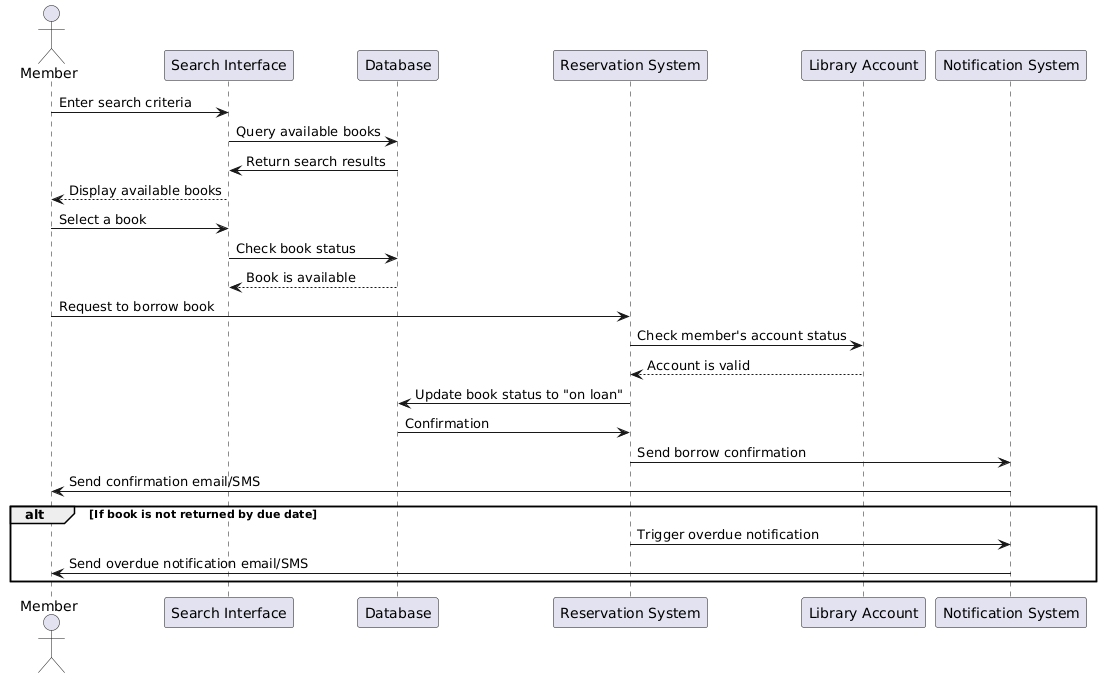 Member
Search Interface
Database
Reservation System
Library Account
Notification System
Enter search criteria
Query available books
Return search results
Display available books
Select a book
Check book status
Book is available
Request to borrow book
Check member's account status
Account is valid
Update book status to "on loan"
Confirmation
Send borrow confirmation
Send confirmation email/SMS
alt [If book is not returned by due date]
Trigger overdue notification
Send overdue notification email/SMS
Member
Search Interface
Database
Reservation System
Library Account
Notification System